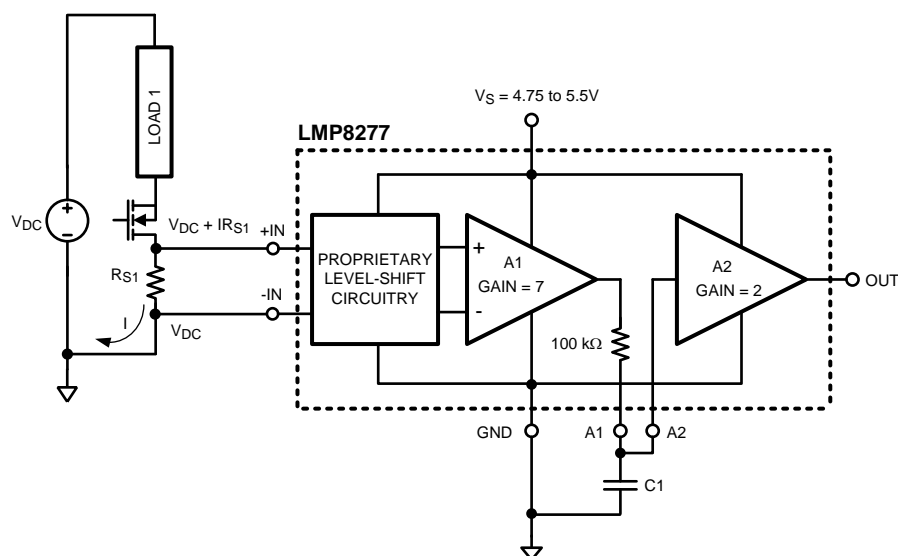 V_S = 4.75 to 5.5V
LMP8277
LOAD 1
V_DC
+
-
V_DC + IR_S1
+IN
R_S1
-IN
I
V_DC
PROPRIETARY
LEVEL-SHIFT
CIRCUITRY
+
-
A1
GAIN = 7
A2
GAIN = 2
OUT
100 kΩ
GND
A1
A2
C1